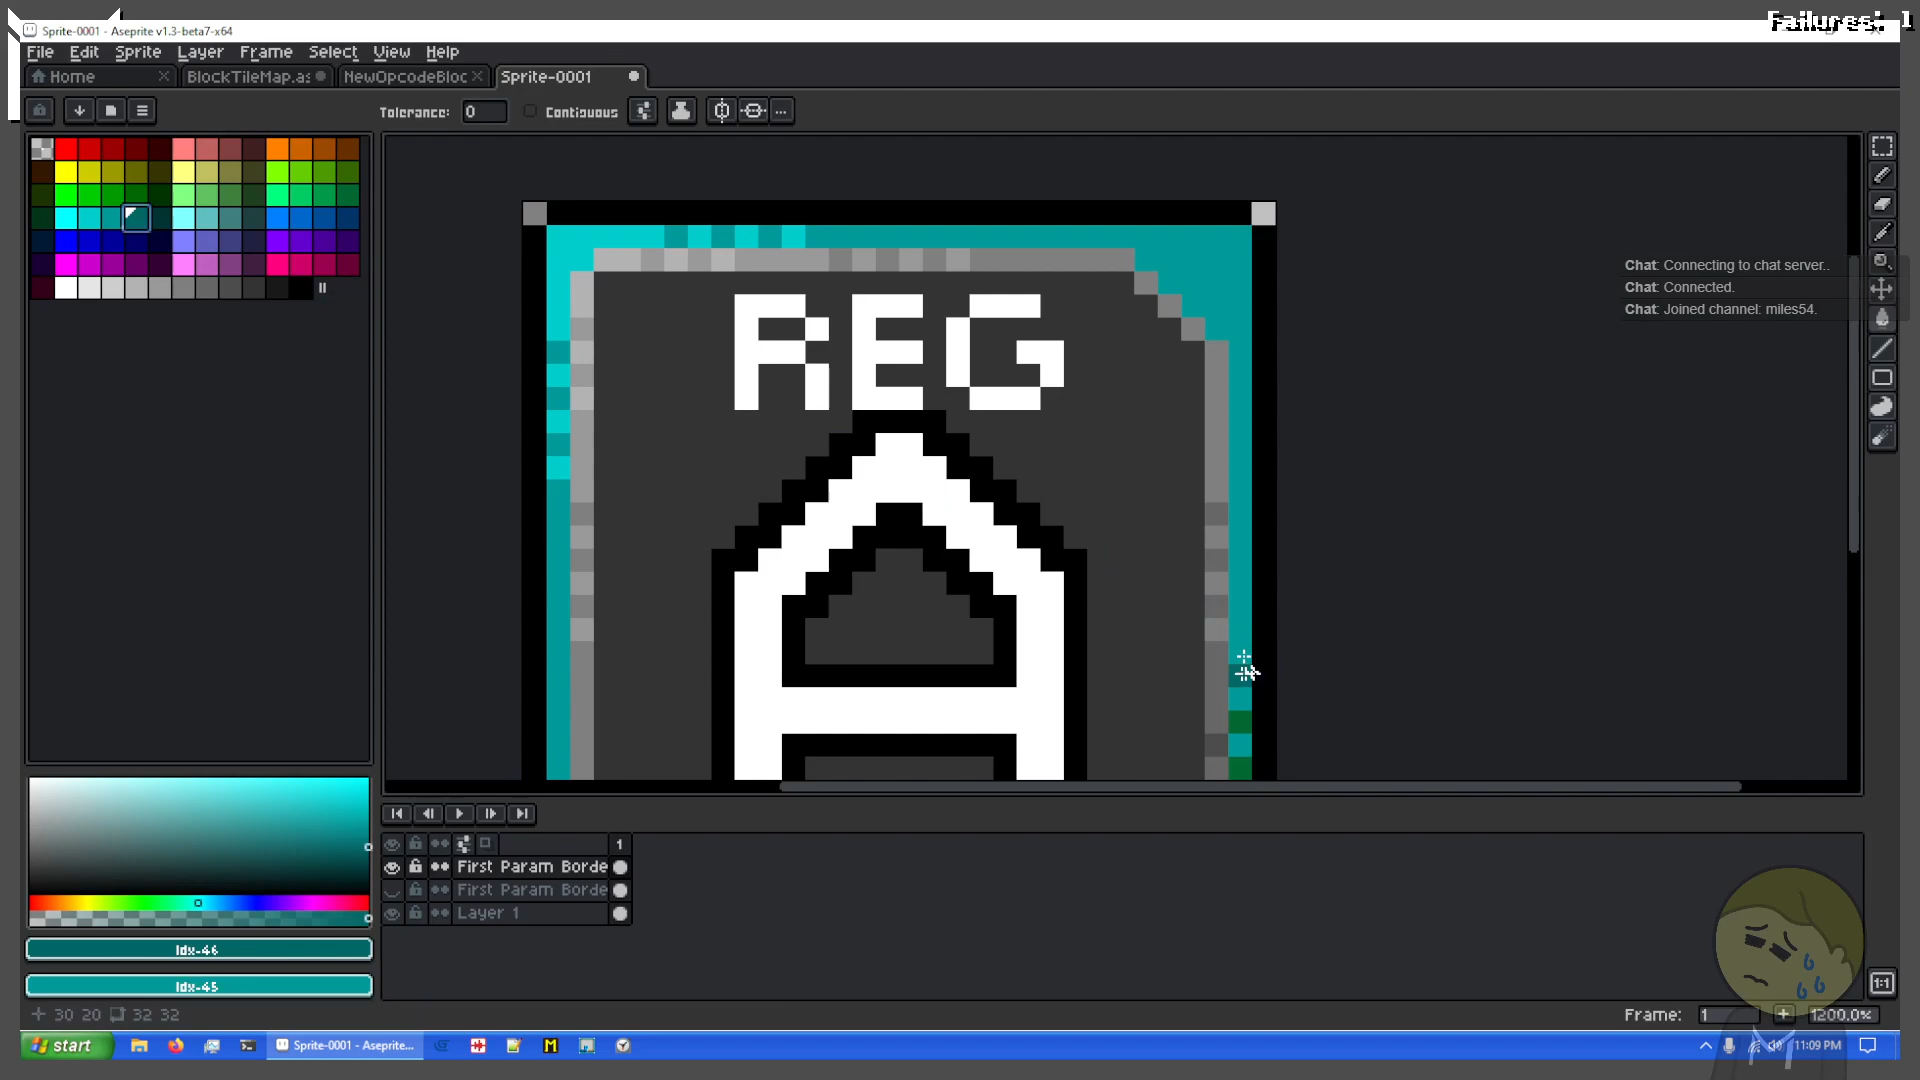 Failures: 1
Sprite-0001 - Aseprite v1.3-beta7-x64
File Edit Sprite Layer Frame Select View Help
Home BlockTileMap.as NewOpcodeBloc Sprite-0001
Tolerance: 0 Contiguous ...
Chat: Connecting to chat server..
Chat: Connected.
Chat: Joined channel: miles54.
REG
A
1
First Param Borde
First Param Borde
Layer 1
Idx-46
Idx-45
30 20 32 32
Frame: 1 1200.0%
1:1
start Sprite-0001 - Aseprite... M 11:09 PM